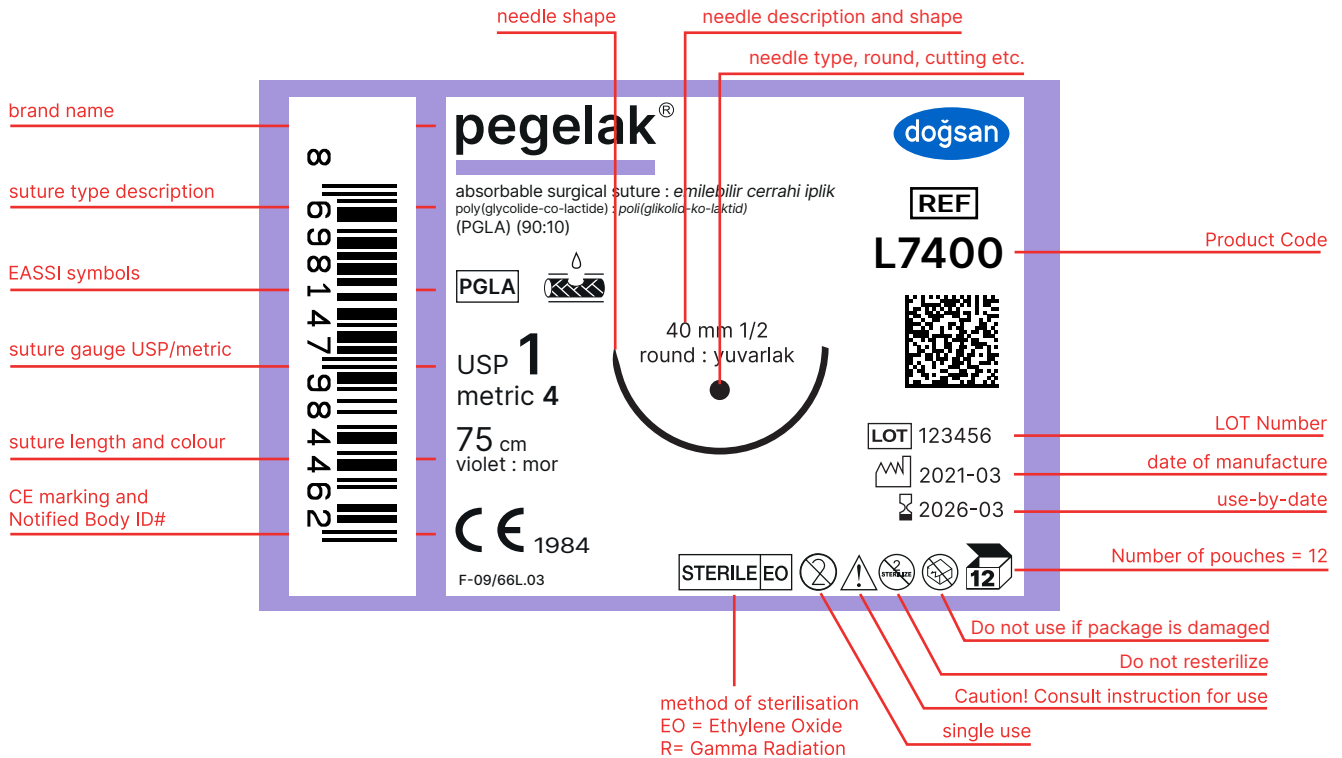 needle shape
needle description and shape
needle type, round, cutting etc.
brand name
suture type description
EASSI symbols
suture gauge USP/metric
suture length and colour
CE marking and
Notified Body ID#
8 698147 984462
pegelak®
absorbable surgical suture : emilebilir cerrahi iplik
poly(glycolide-co-lactide) : poli(glikolid-ko-laktid)
(PGLA) (90:10)
PGLA
USP 1
metric 4
75 cm
violet : mor
CE 1984
F-09/66L.03
40 mm 1/2
round : yuvarlak
doğsan
REF
L7400
LOT 123456
2021-03
2026-03
STERILE EO
2
2
STERILIZE
12
Product Code
LOT Number
date of manufacture
use-by-date
Number of pouches = 12
Do not use if package is damaged
Do not resterilize
Caution! Consult instruction for use
single use
method of sterilisation
EO = Ethylene Oxide
R= Gamma Radiation